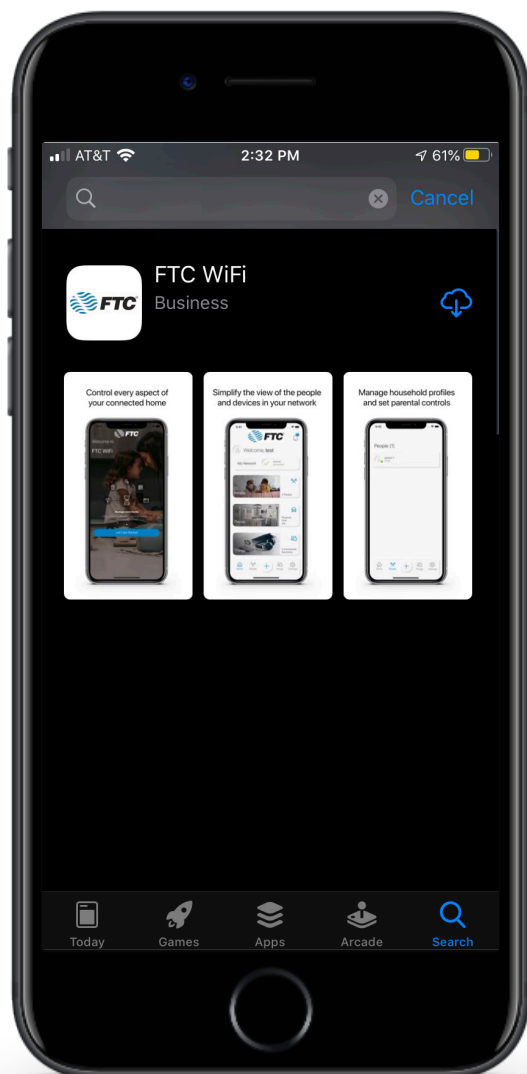 AT&T
2:32 PM
61%
Cancel
FTC WiFi
FTC
Business
Control every aspect of
your connected home
Simplify the view of the people
and devices in your network
Manage household profiles
and set parental controls
FTC
FTC WiFi
FTC
Welcome, test
People (1)
Today
Games
Apps
Arcade
Search